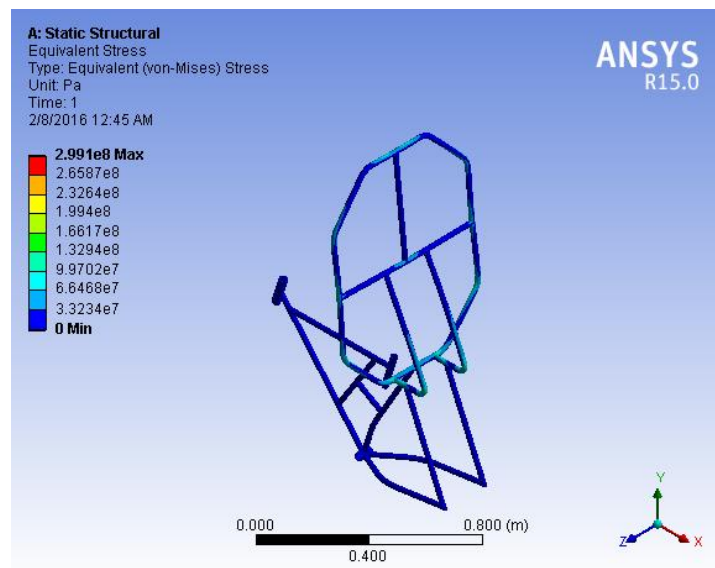 A: Static Structural
Equivalent Stress
Type: Equivalent (von-Mises) Stress
Unit: Pa
Time: 1
2/8/2016 12:45 AM
ANSYS
R15.0
2.991e8 Max
2.6587e8
2.3264e8
1.994e8
1.6617e8
1.3294e8
9.9702e7
6.6468e7
3.3234e7
0 Min
0.000
0.800 (m)
0.400
Y
Z
X